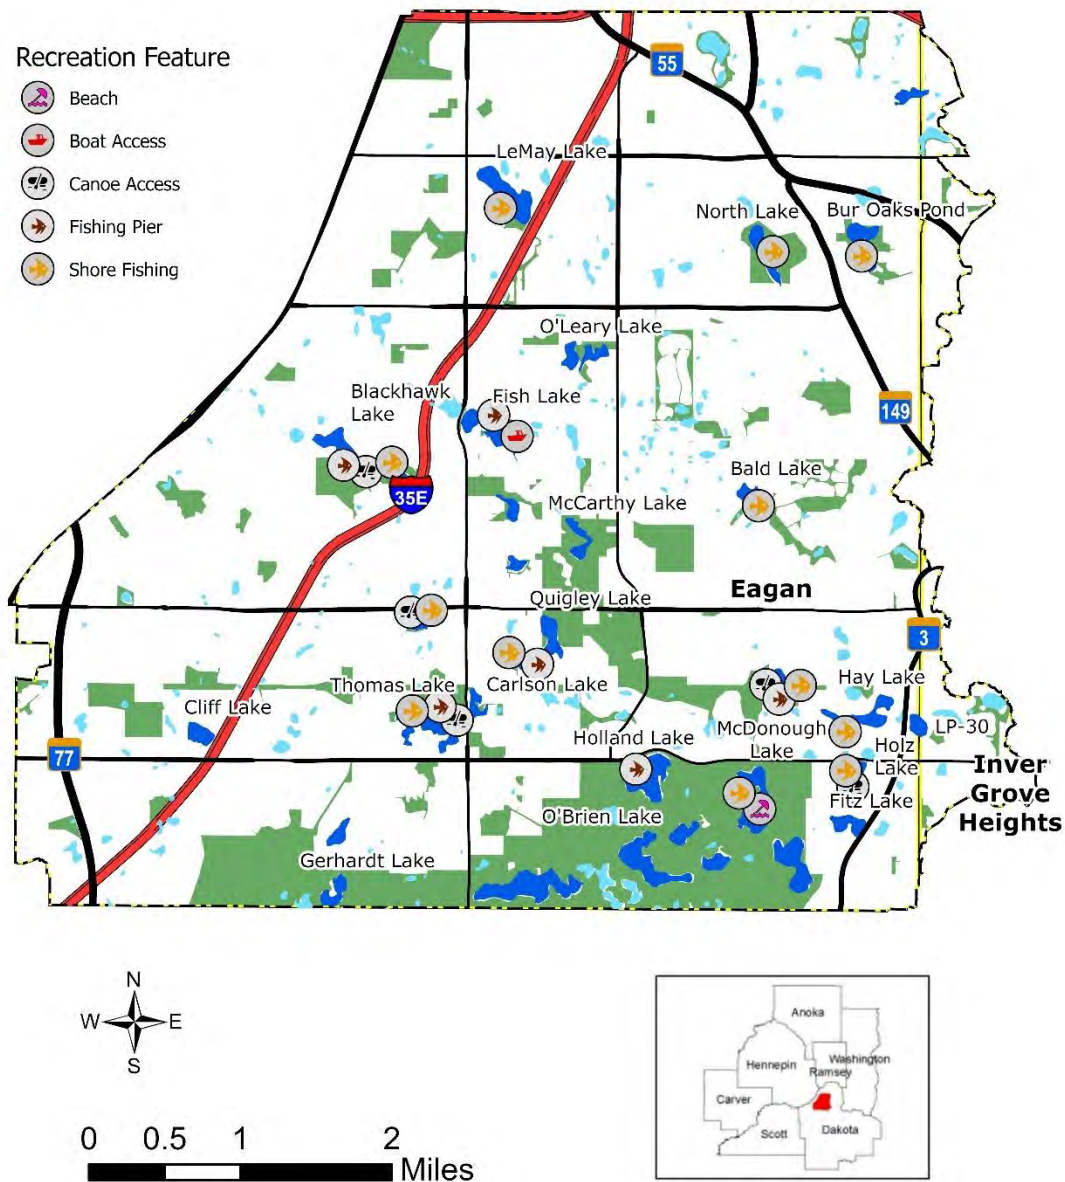 Recreation Feature
Beach
Boat Access
Canoe Access
Fishing Pier
Shore Fishing
55
LeMay Lake
North Lake
Bur Oaks Pond
O'Leary Lake
Blackhawk
Lake
Fish Lake
149
Bald Lake
35E
McCarthy Lake
Eagan
Quigley Lake
3
Thomas Lake
Carlson Lake
Hay Lake
Cliff Lake
LP-30
McDonough
Lake
Holland Lake
Holz
Lake
77
Inver
Grove
Heights
Fitz Lake
O'Brien Lake
Gerhardt Lake
N
W
E
S
0 0.5 1 2
Miles
Anoka
Hennepin
Washington
Ramsey
Carver
Scott
Dakota